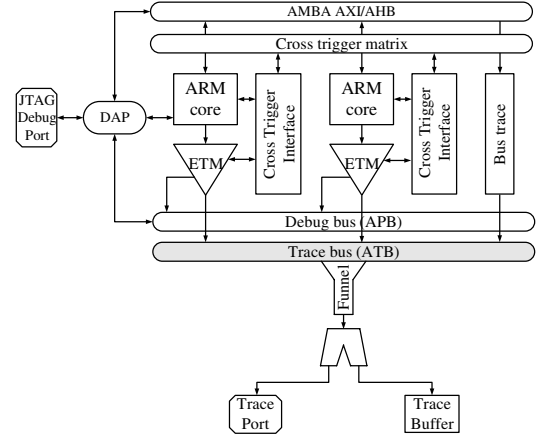 AMBA AXI/AHB
Cross trigger matrix
JTAG
Debug
Port
DAP
ARM
core
Cross Trigger
Interface
ARM
core
Cross Trigger
Interface
Bus trace
ETM
ETM
Debug bus (APB)
Trace bus (ATB)
Funnel
Trace
Port
Trace
Buffer